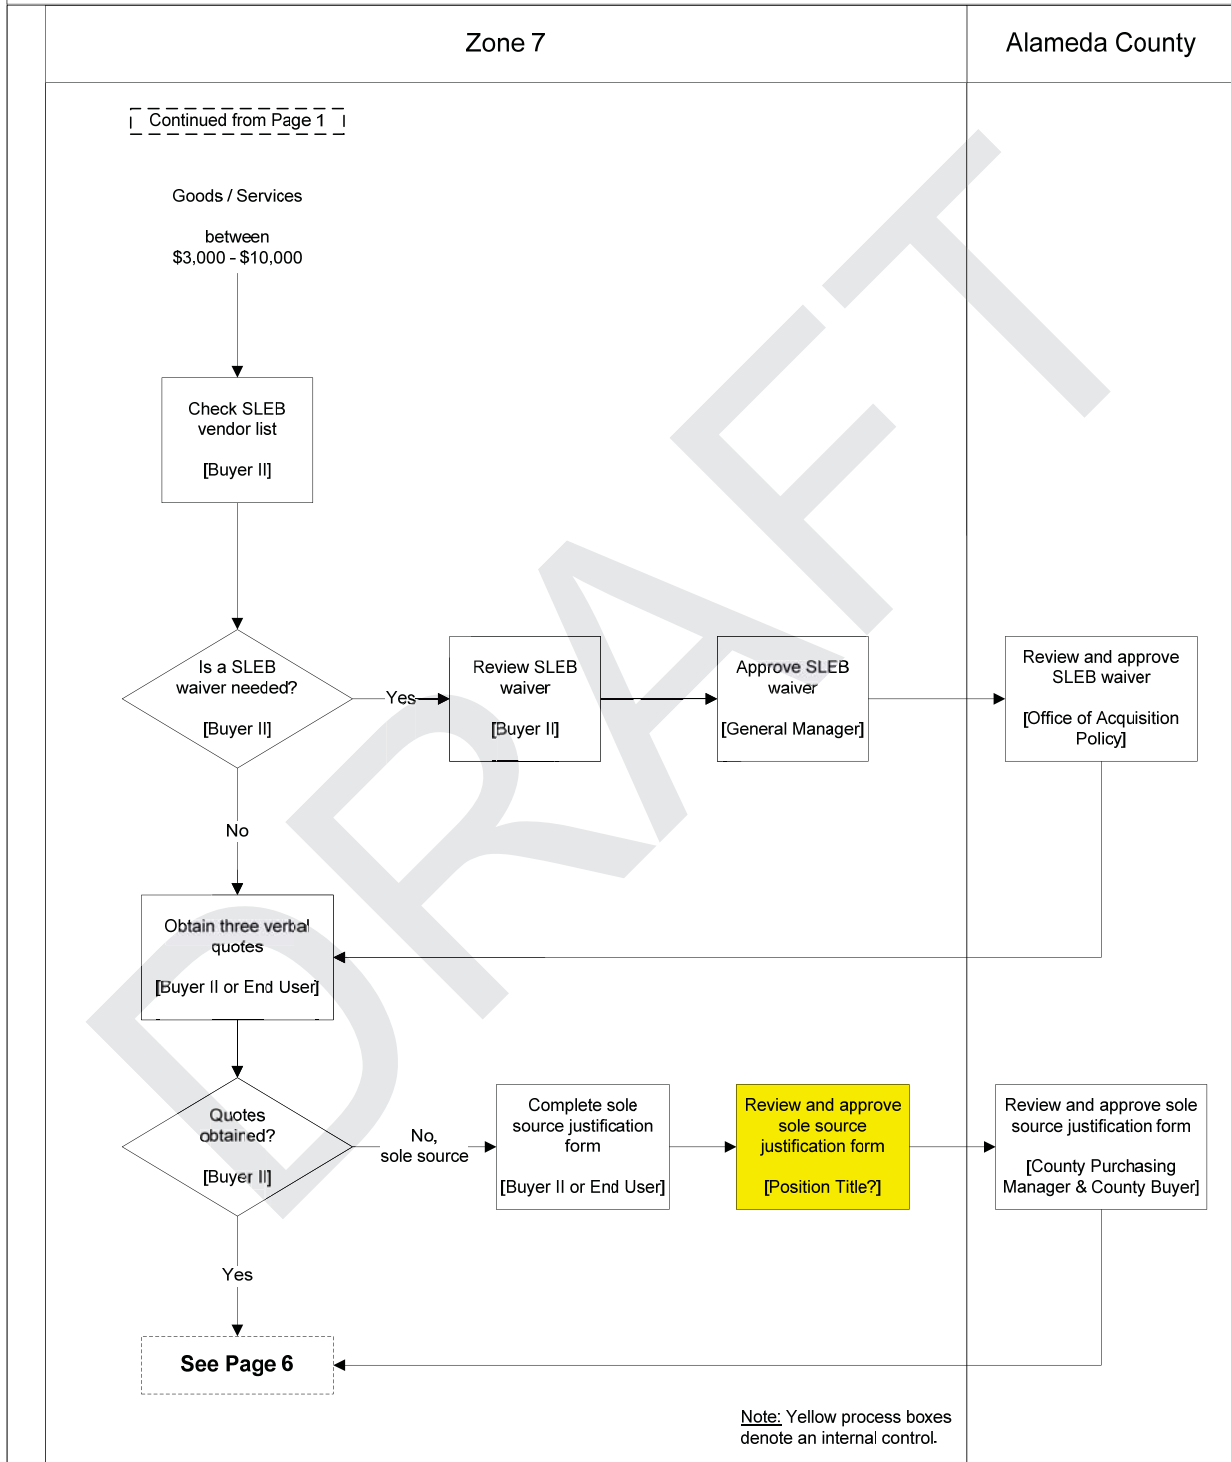 Zone 7
Alameda County
Continued from Page 1
Goods / Services
between
$3,000 - $10,000
Check SLEB
vendor list
[Buyer II]
Is a SLEB
waiver needed?
[Buyer II]
Yes
Review SLEB
waiver
[Buyer II]
Approve SLEB
waiver
[General Manager]
Review and approve
SLEB waiver
[Office of Acquisition
Policy]
No
Obtain three verbal
quotes
[Buyer II or End User]
Quotes
obtained?
[Buyer II]
No,
sole source
Complete sole
source justification
form
[Buyer II or End User]
Review and approve
sole source
justification form
[Position Title?]
Review and approve sole
source justification form
[County Purchasing
Manager & County Buyer]
Yes
See Page 6
Note: Yellow process boxes
denote an internal control.
DRAFT